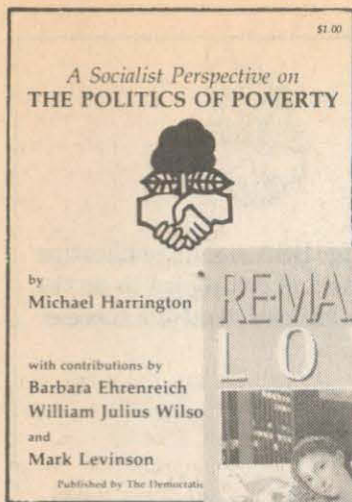 $1.00
A Socialist Perspective on
THE POLITICS OF POVERTY
by
Michael Harrington
with contributions by
Barbara Ehrenreich
William Julius Wilso
and
Mark Levinson
Published by The Democratic
RE-MA
L O